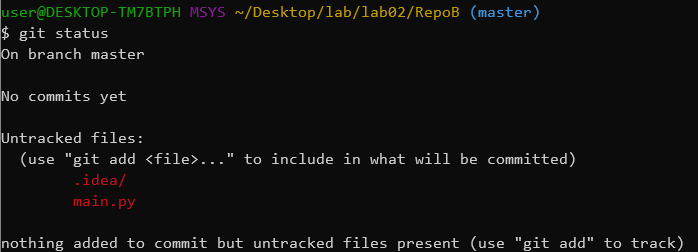 user@DESKTOP-TM7BTPH MSYS ~/Desktop/lab/lab02/RepoB (master)
$ git status
On branch master
No commits yet
Untracked files:
(use "git add <file>..." to include in what will be committed)
.idea/
main.py
nothing added to commit but untracked files present (use "git add" to track)